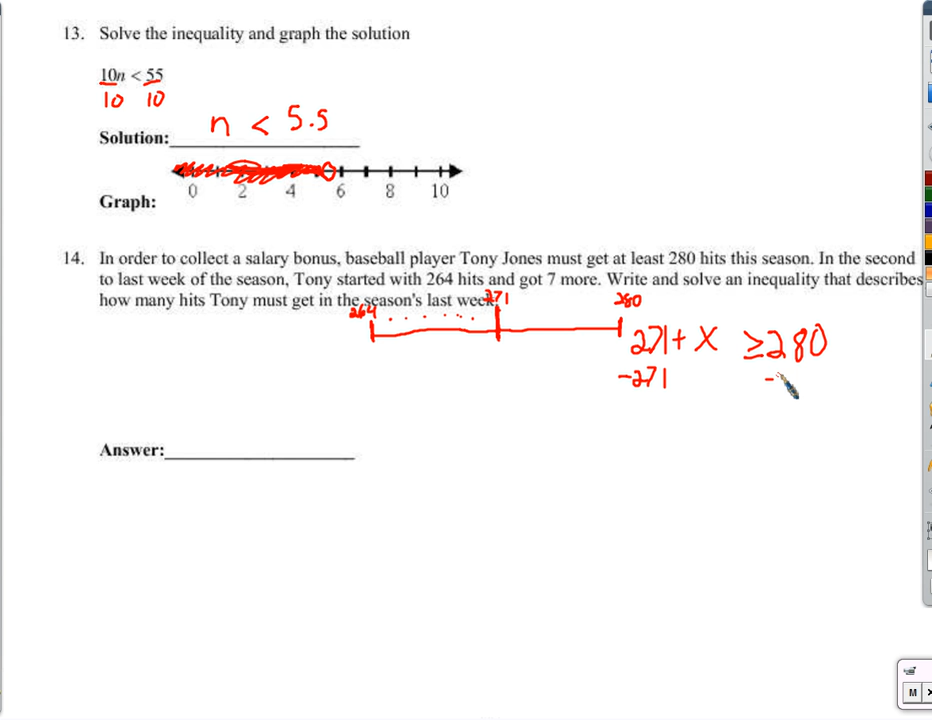 13. Solve the inequality and graph the solution
10n < 55
10 10
n < 5.5
Solution:
0 2 4 6 8 10
Graph:
14. In order to collect a salary bonus, baseball player Tony Jones must get at least 280 hits this season. In the second
to last week of the season, Tony started with 264 hits and got 7 more. Write and solve an inequality that describes
how many hits Tony must get in the season's last week.
264 271 280
271 + x ≥ 280
-271 -
Answer:
M